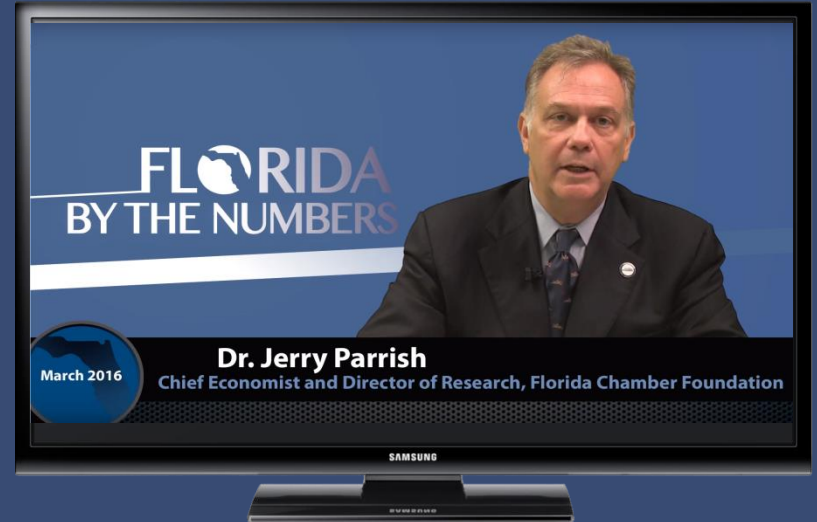 FLORIDA
BY THE NUMBERS
March 2016
Dr. Jerry Parrish
Chief Economist and Director of Research, Florida Chamber Foundation
SAMSUNG